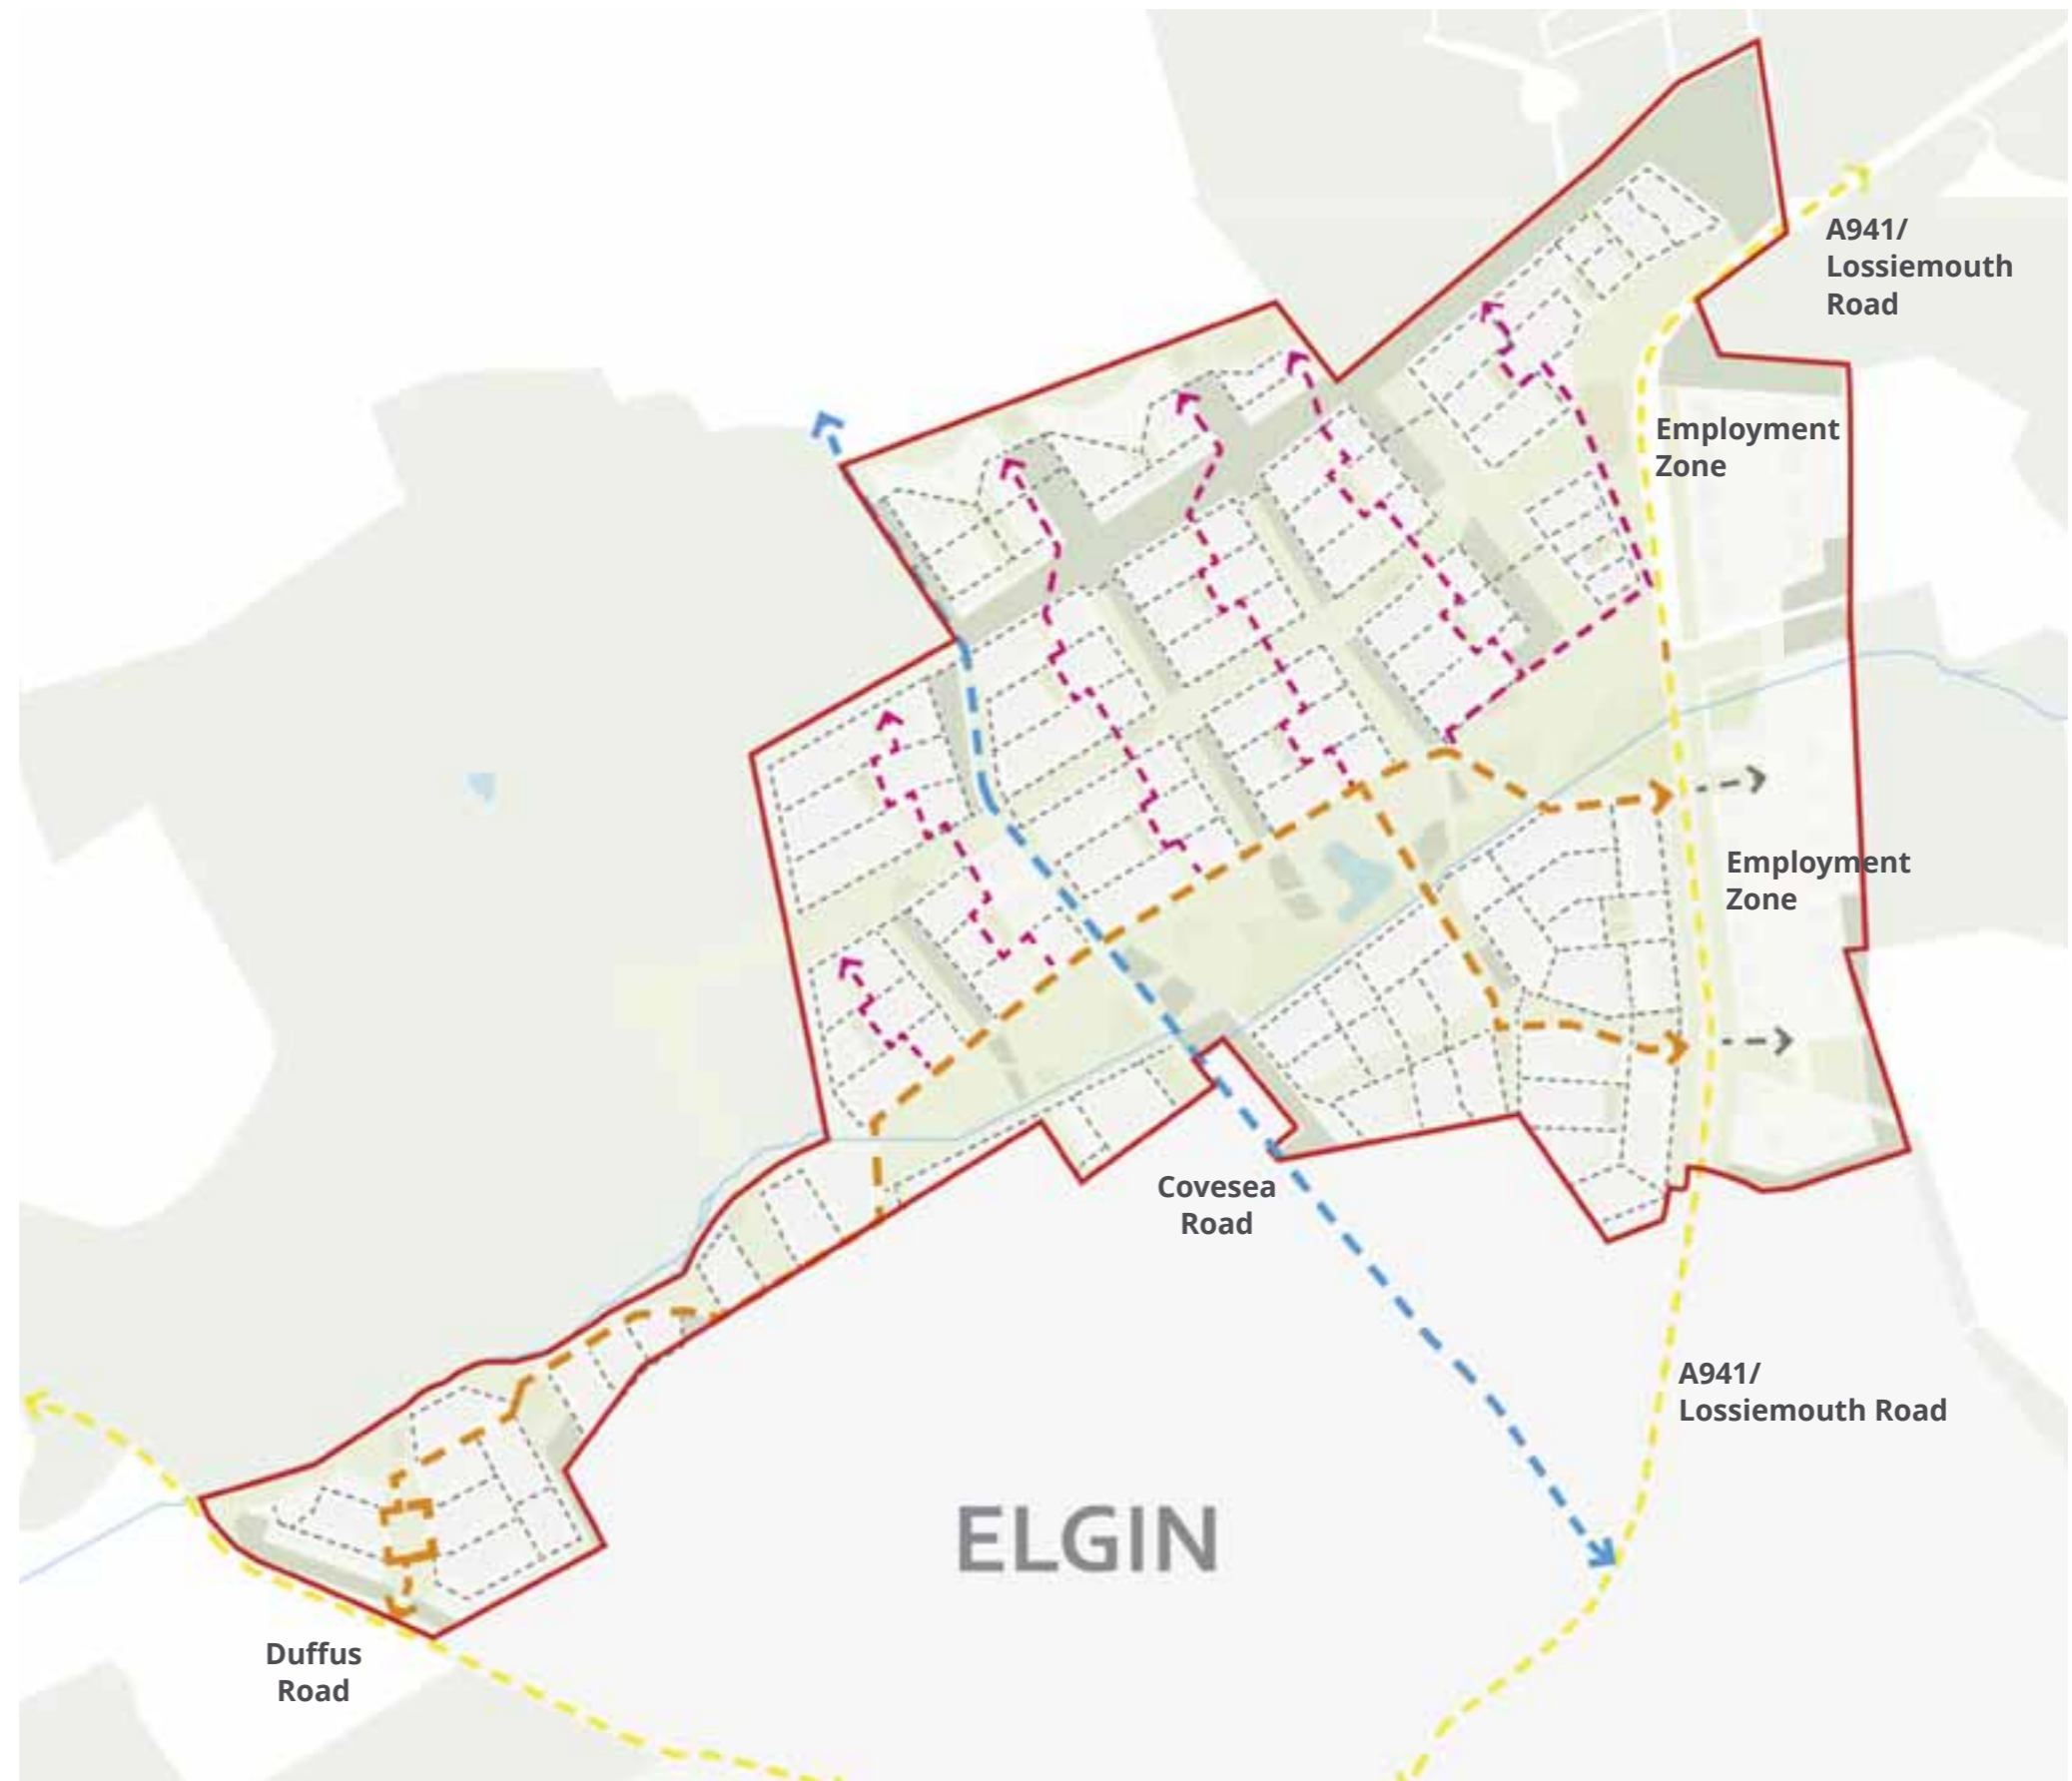 A941/
Lossiemouth
Road
Employment
Zone
Employment
Zone
Covesea
Road
A941/
Lossiemouth Road
ELGIN
Duffus
Road